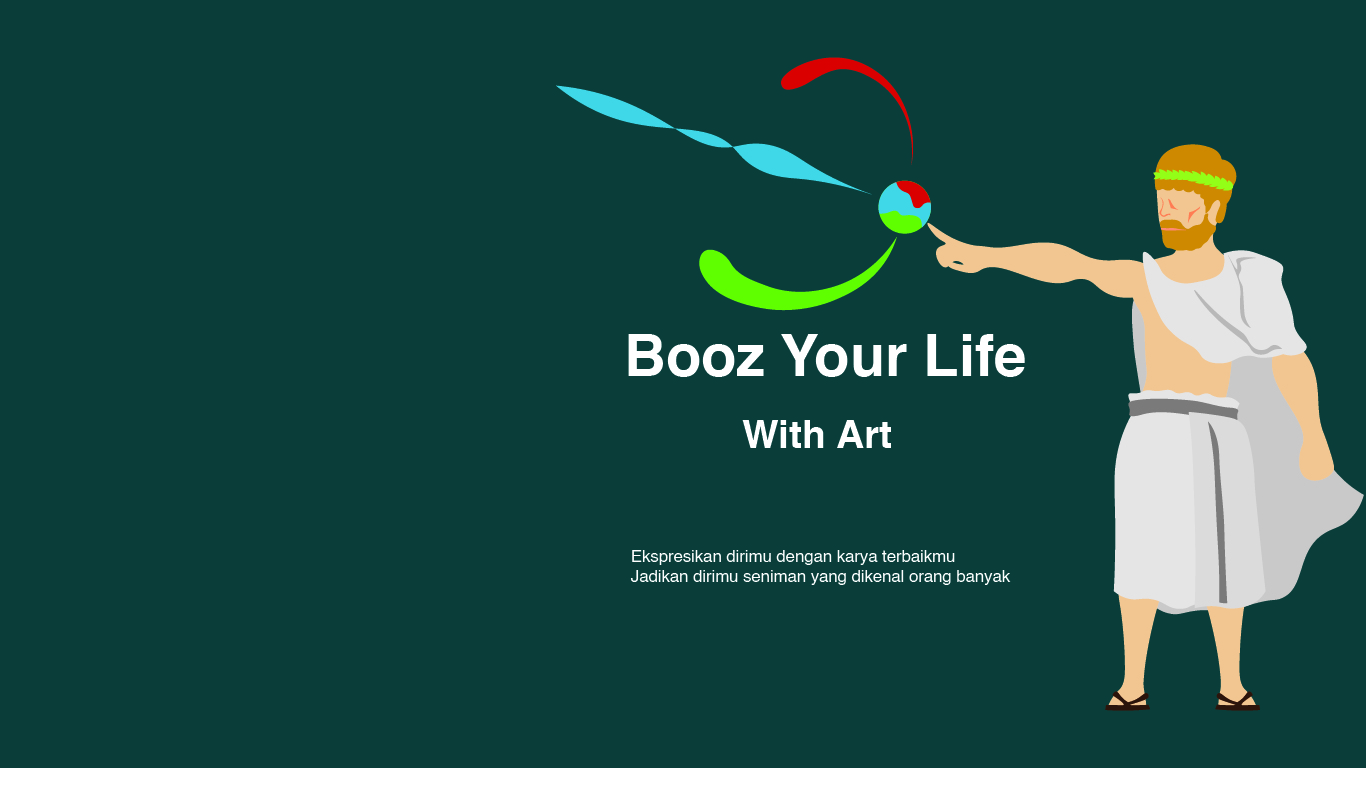 Booz Your Life
With Art
Ekspresikan dirimu dengan karya terbaikmu
Jadikan dirimu seniman yang dikenal orang banyak